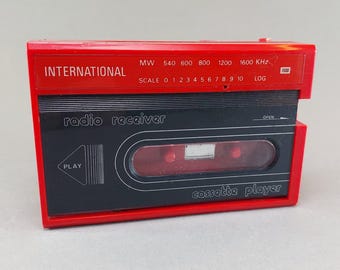 MW 540 600 800 1200 1600 KHz
INTERNATIONAL
SCALE 0 1 2 3 4 5 6 7 8 9 10 LOG
radio receiver
OPEN
PLAY
cassette player